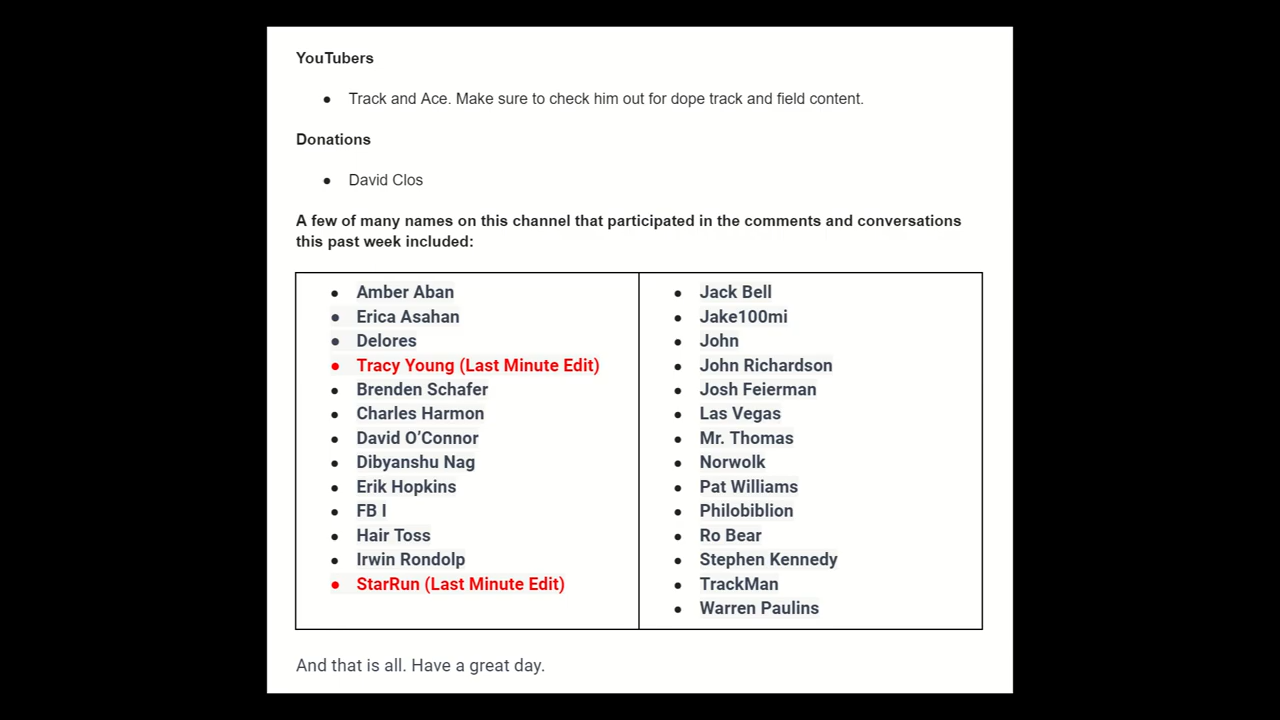 YouTubers
● Track and Ace. Make sure to check him out for dope track and field content.
Donations
● David Clos
A few of many names on this channel that participated in the comments and conversations
this past week included:
● Amber Aban
● Erica Asahan
● Delores
● Tracy Young (Last Minute Edit)
● Brenden Schafer
● Charles Harmon
● David O’Connor
● Dibyanshu Nag
● Erik Hopkins
● FB I
● Hair Toss
● Irwin Rondolp
● StarRun (Last Minute Edit)
● Jack Bell
● Jake100mi
● John
● John Richardson
● Josh Feierman
● Las Vegas
● Mr. Thomas
● Norwolk
● Pat Williams
● Philobiblion
● Ro Bear
● Stephen Kennedy
● TrackMan
● Warren Paulins
And that is all. Have a great day.